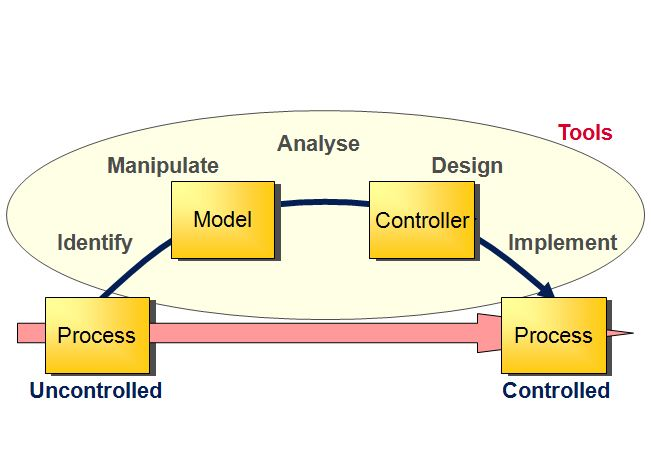 Tools
Analyse
Manipulate
Design
Model
Controller
Identify
Implement
Process
Process
Uncontrolled
Controlled